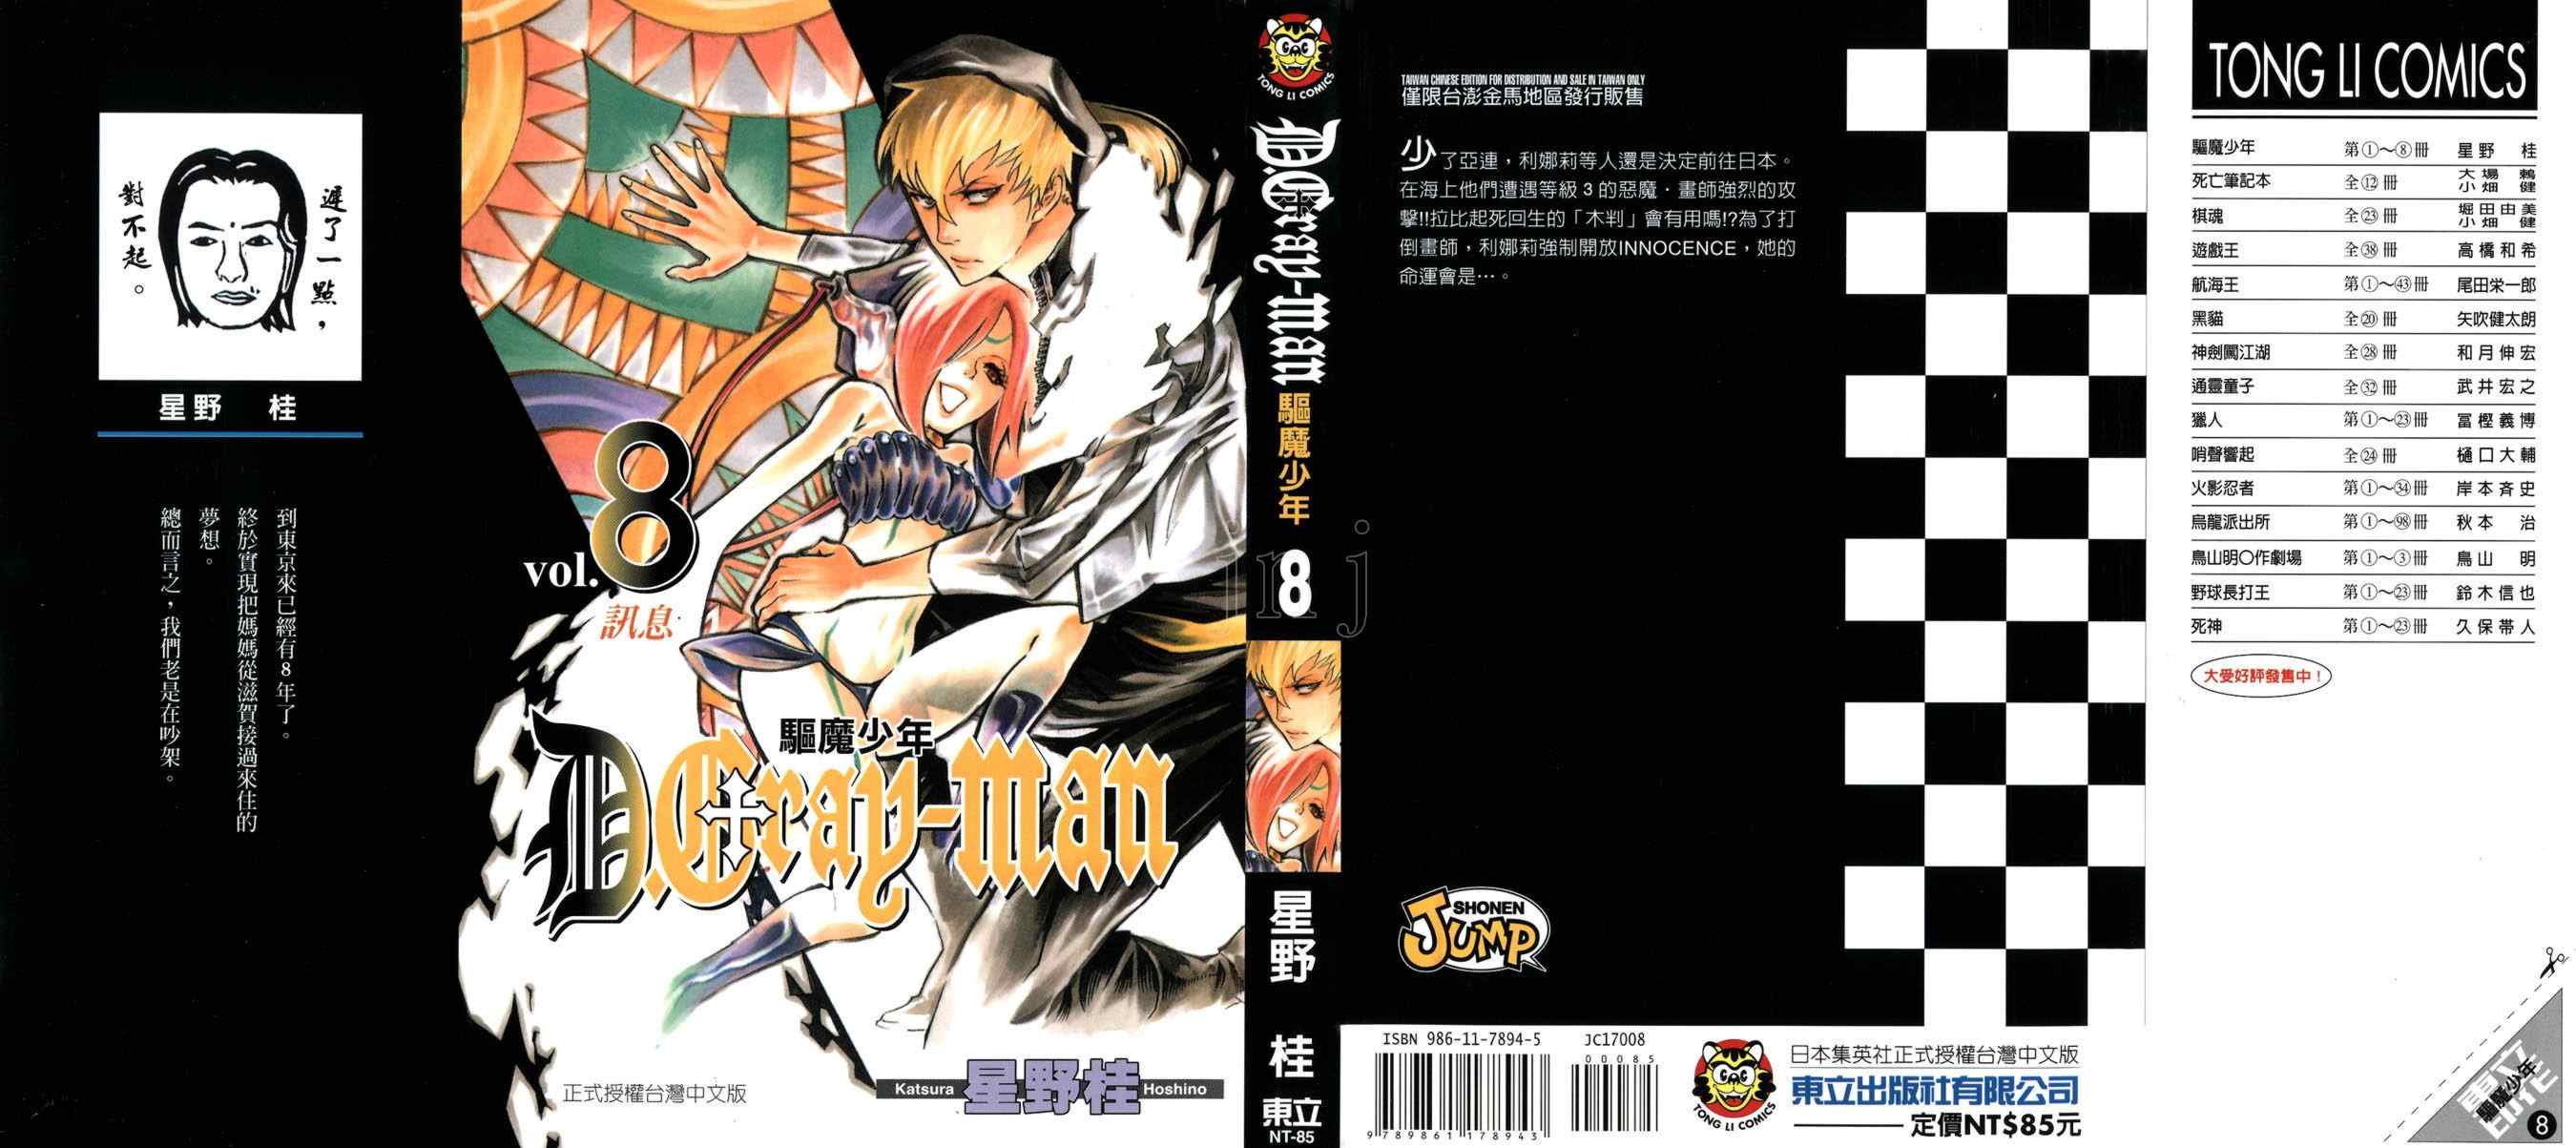 遲了一點，
對不起。
星野 桂
到東京來已經有8年了。
終於實現把媽媽從滋賀接過來住的
夢想。
總而言之，我們老是在吵架。
vol.8
訊息
驅魔少年
D.Gray-man
正式授權台灣中文版
Katsura 星野桂 Hoshino
TONG LI COMICS
D.Gray-man
驅魔少年
8
星野 桂
東立
NT-85
TAIWAN CHINESE EDITION FOR DISTRIBUTION AND SALE IN TAIWAN ONLY
僅限台澎金馬地區發行販售
少了亞連，利娜莉等人還是決定前往日本。
在海上他們遭遇等級3的惡魔．畫師強烈的攻
擊!!拉比起死回生的「木判」會有用嗎!?為了打
倒畫師，利娜莉強制開放INNOCENCE，她的
命運會是…。
SHONEN
JUMP
ISBN 986-11-7894-5
9789861178943
JC17008
00085
TONG LI COMICS
日本集英社正式授權台灣中文版
東立出版社有限公司
定價NT$85元
TONG LI COMICS
驅魔少年 第①～⑧冊 星野 桂
死亡筆記本 全⑫冊 大場 鶇 小畑 健
棋魂 全㉓冊 堀田由美 小畑 健
遊戲王 全㊳冊 高橋和希
航海王 第①～㊸冊 尾田栄一郎
黑貓 全⑳冊 矢吹健太朗
神劍闖江湖 全㉘冊 和月伸宏
通靈童子 全㉜冊 武井宏之
獵人 第①～㉓冊 冨樫義博
哨聲響起 全㉔冊 樋口大輔
火影忍者 第①～㉞冊 岸本斉史
烏龍派出所 第①～98冊 秋本 治
鳥山明〇作劇場 第①～③冊 鳥山 明
野球長打王 第①～㉓冊 鈴木信也
死神 第①～㉓冊 久保帯人
大受好評發售中！
驅魔少年
8